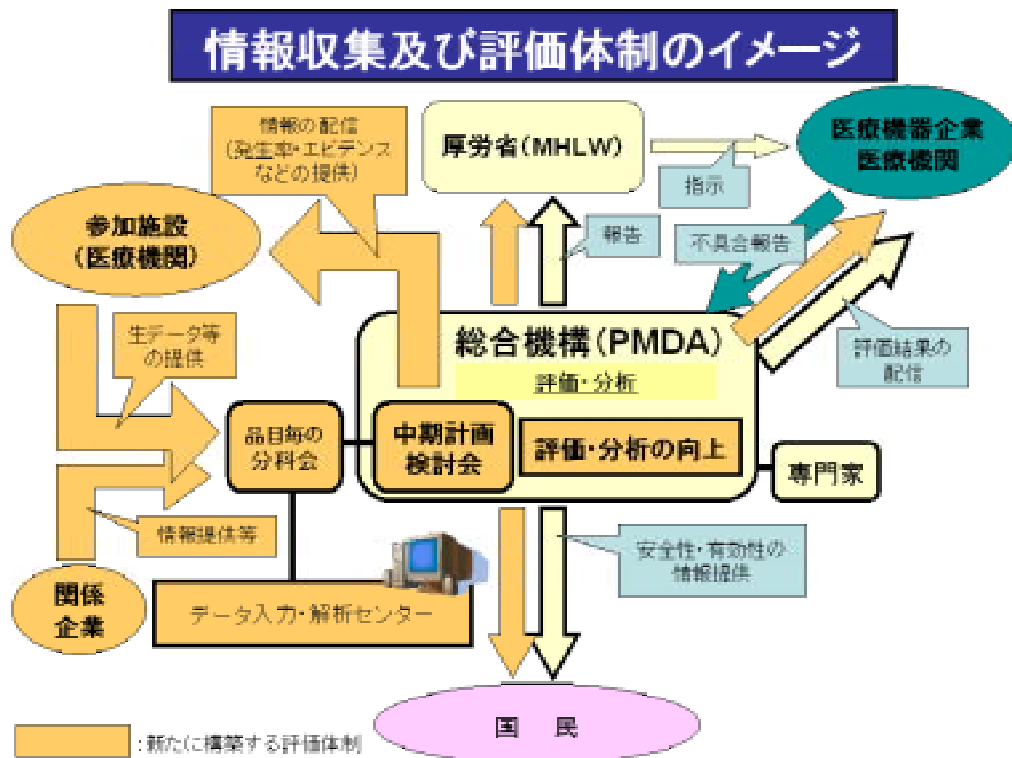 情報収集及び評価体制のイメージ
情報の配信
(発生率・エビデンス
などの提供)
厚労省(MHLW)
指示
医療機器企業
医療機関
参加施設
(医療機関)
報告
不具合報告
生データ等
の提供
総合機構(PMDA)
評価・分析
評価結果の
配信
品目毎の
分科会
中期計画
検討会
評価・分析の向上
専門家
情報提供等
安全性・有効性の
情報提供
関係
企業
データ入力・解析センター
国 民
:新たに構築する評価体制